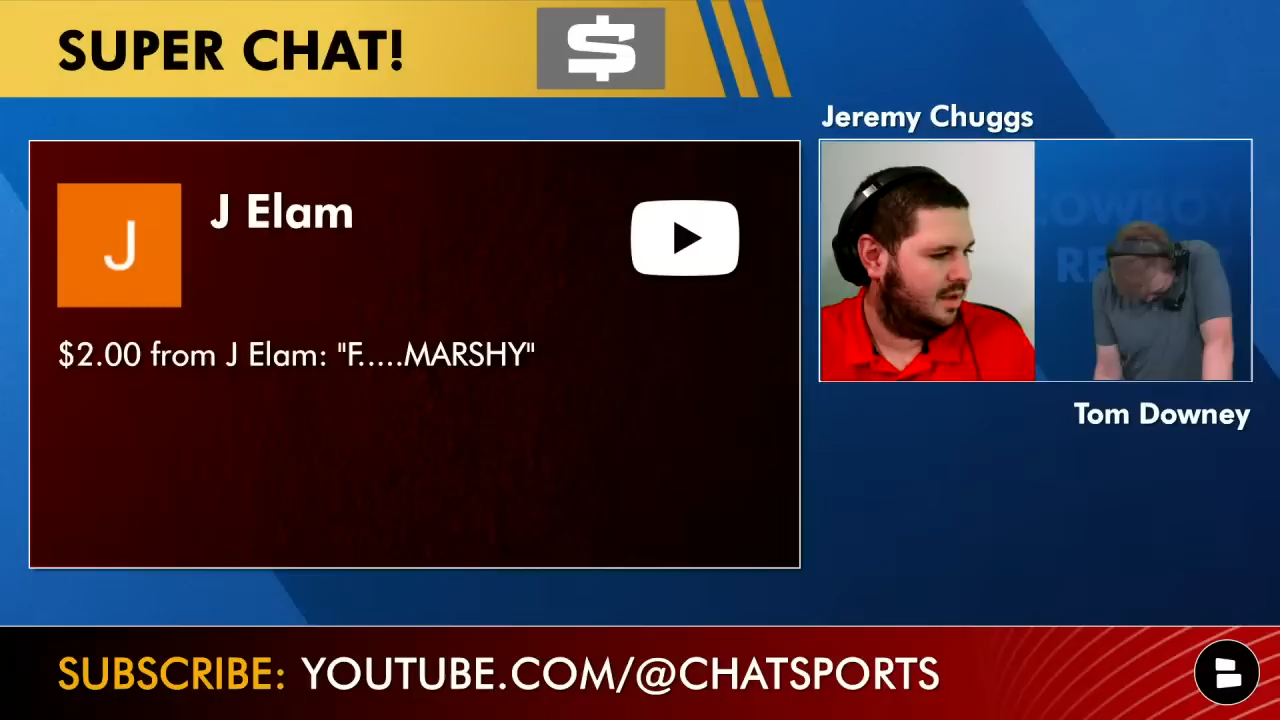 SUPER CHAT!
$
Jeremy Chuggs
J
J Elam
$2.00 from J Elam: "F.....MARSHY"
Tom Downey
SUBSCRIBE: YOUTUBE.COM/@CHATSPORTS